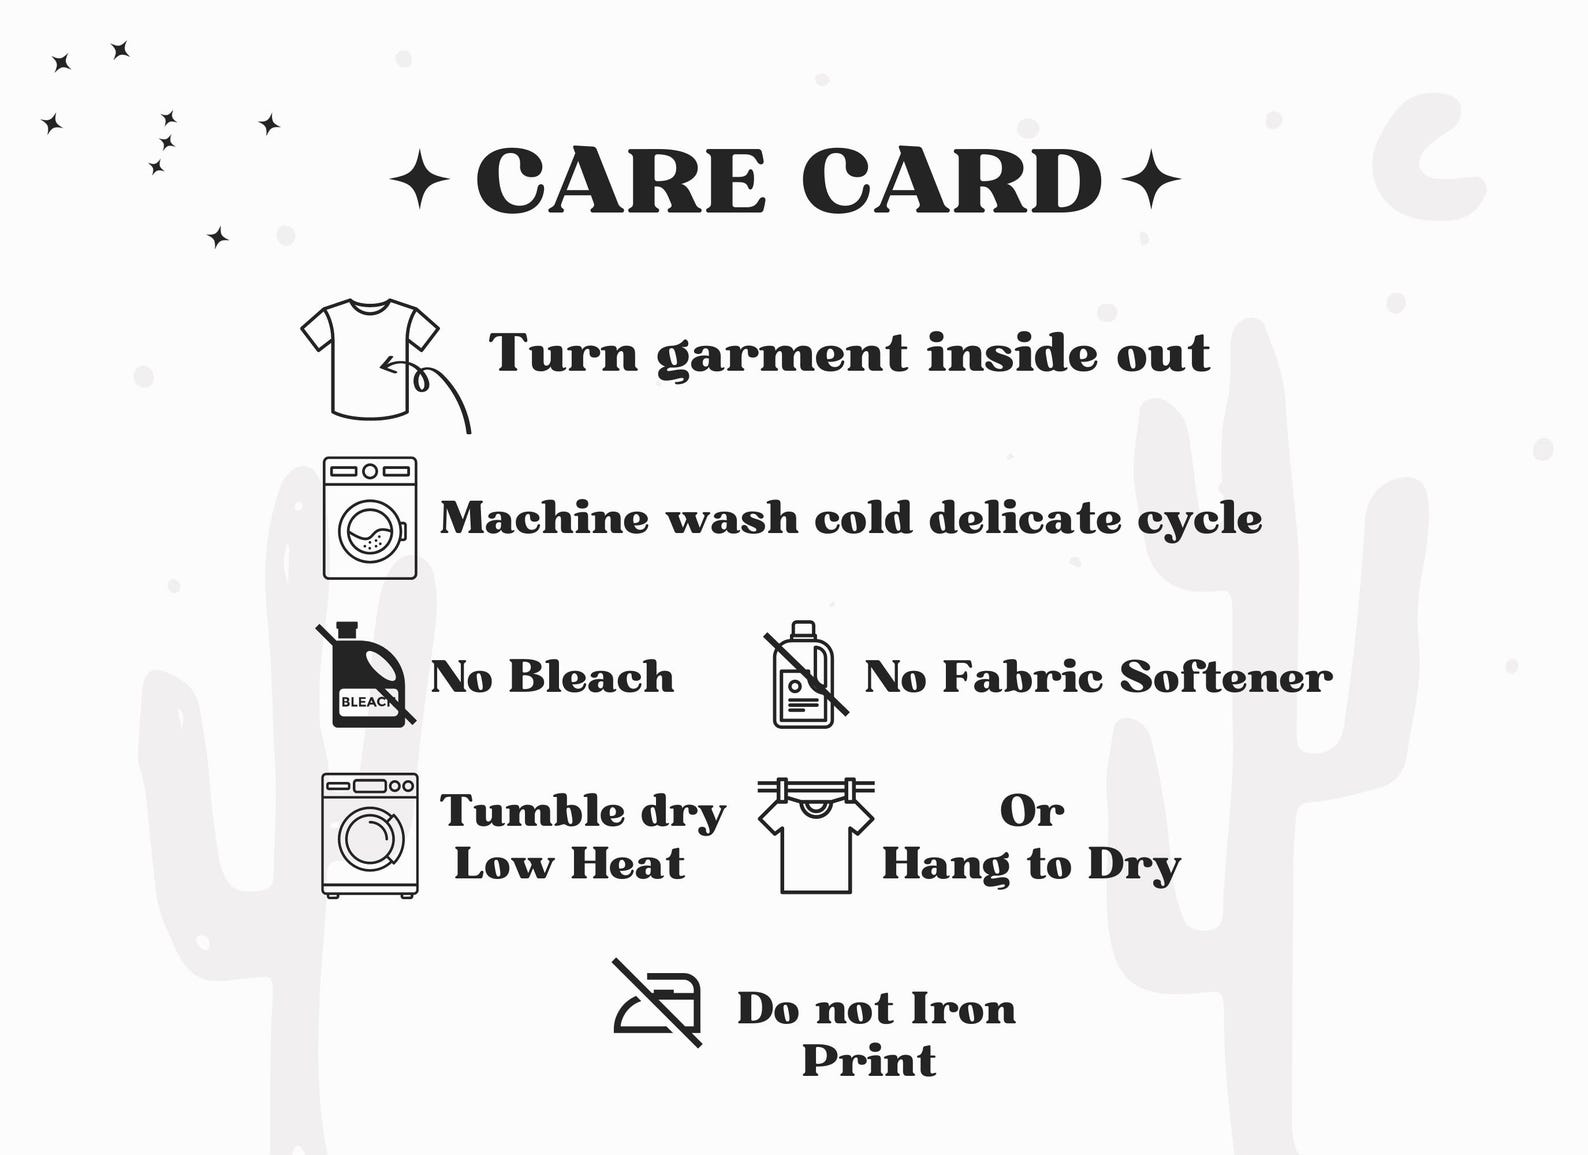 CARE CARD
Turn garment inside out
Machine wash cold delicate cycle
BLEACH
No Bleach
No Fabric Softener
Tumble dry
Low Heat
Or
Hang to Dry
Do not Iron
Print